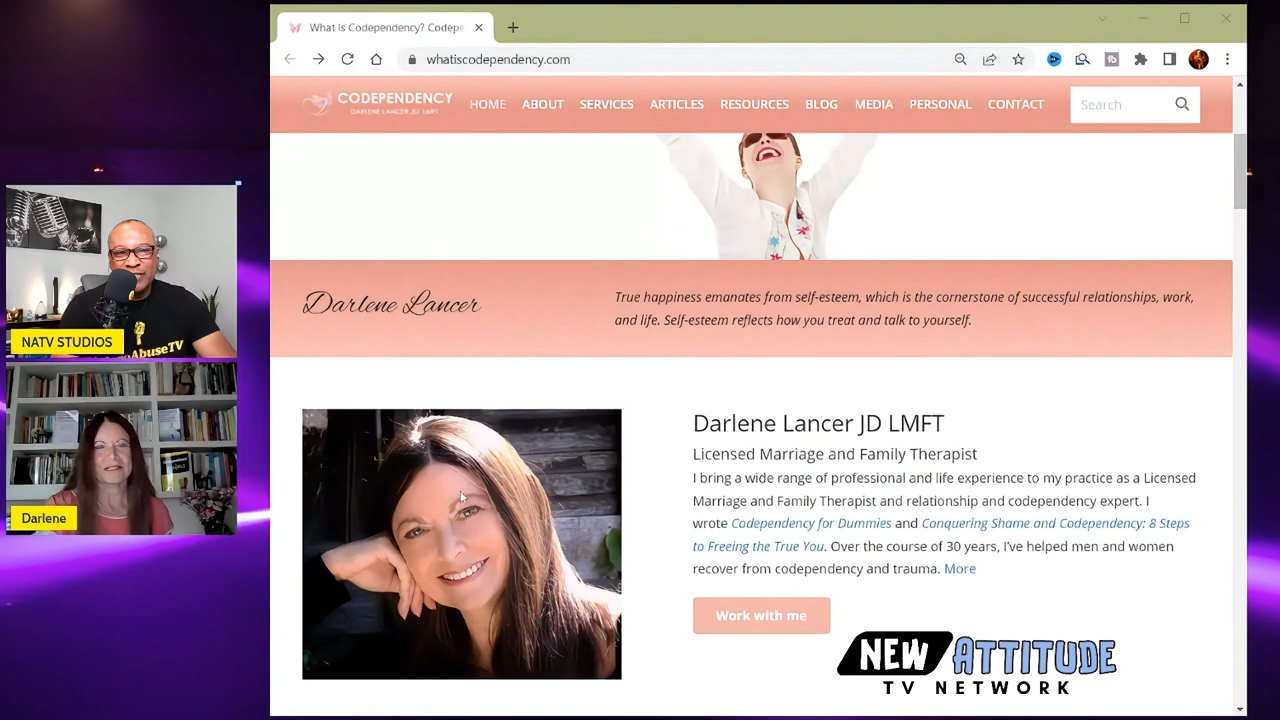 What Is Codependency? Codepe
whatiscodependency.com
CODEPENDENCY
DARLENE LANCER JD LMFT
HOME ABOUT SERVICES ARTICLES RESOURCES BLOG MEDIA PERSONAL CONTACT Search
Darlene Lancer
True happiness emanates from self-esteem, which is the cornerstone of successful relationships, work,
and life. Self-esteem reflects how you treat and talk to yourself.
NATV STUDIOS
oAbuseTV
Darlene
Darlene Lancer JD LMFT
Licensed Marriage and Family Therapist
I bring a wide range of professional and life experience to my practice as a Licensed
Marriage and Family Therapist and relationship and codependency expert. I
wrote Codependency for Dummies and Conquering Shame and Codependency: 8 Steps
to Freeing the True You. Over the course of 30 years, I've helped men and women
recover from codependency and trauma. More
Work with me
NEW ATTITUDE
TV NETWORK